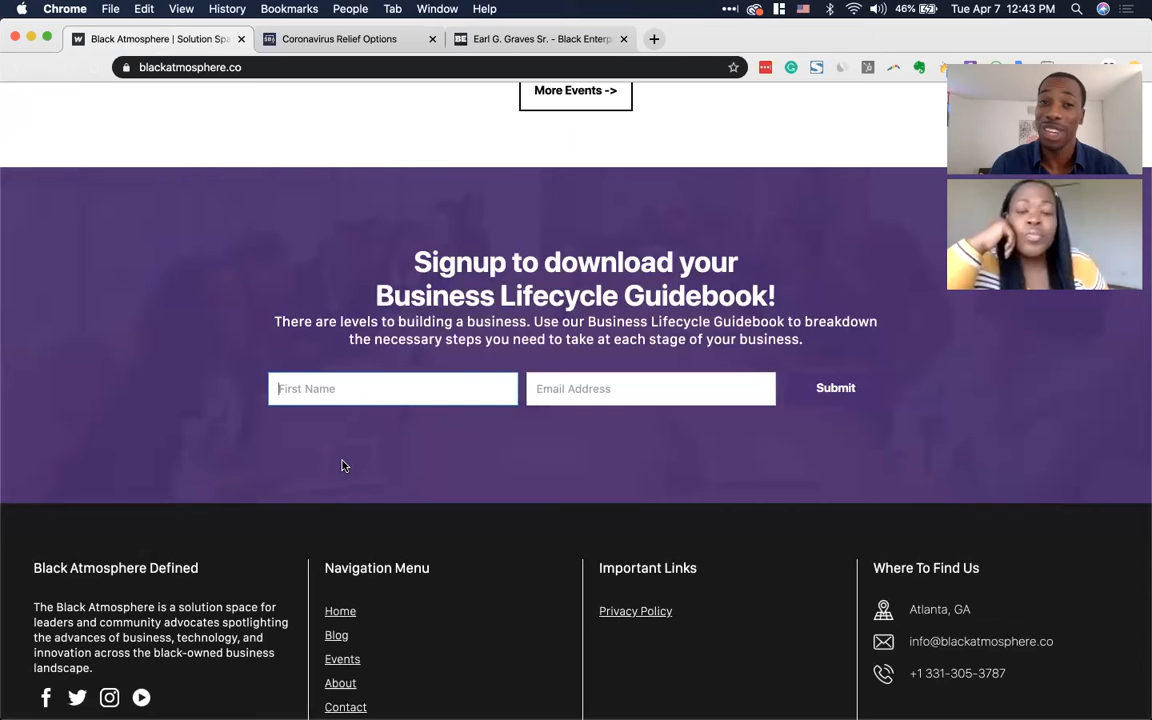 Chrome File Edit View History Bookmarks People Tab Window Help
46% Tue Apr 7 12:43 PM
Black Atmosphere | Solution Spa
Coronavirus Relief Options
Earl G. Graves Sr. - Black Enterp
blackatmosphere.co
More Events ->
Signup to download your
Business Lifecycle Guidebook!
There are levels to building a business. Use our Business Lifecycle Guidebook to breakdown
the necessary steps you need to take at each stage of your business.
First Name
Email Address
Submit
Black Atmosphere Defined
The Black Atmosphere is a solution space for
leaders and community advocates spotlighting
the advances of business, technology, and
innovation across the black-owned business
landscape.
Navigation Menu
Home
Blog
Events
About
Contact
Important Links
Privacy Policy
Where To Find Us
Atlanta, GA
info@blackatmosphere.co
+1 331-305-3787